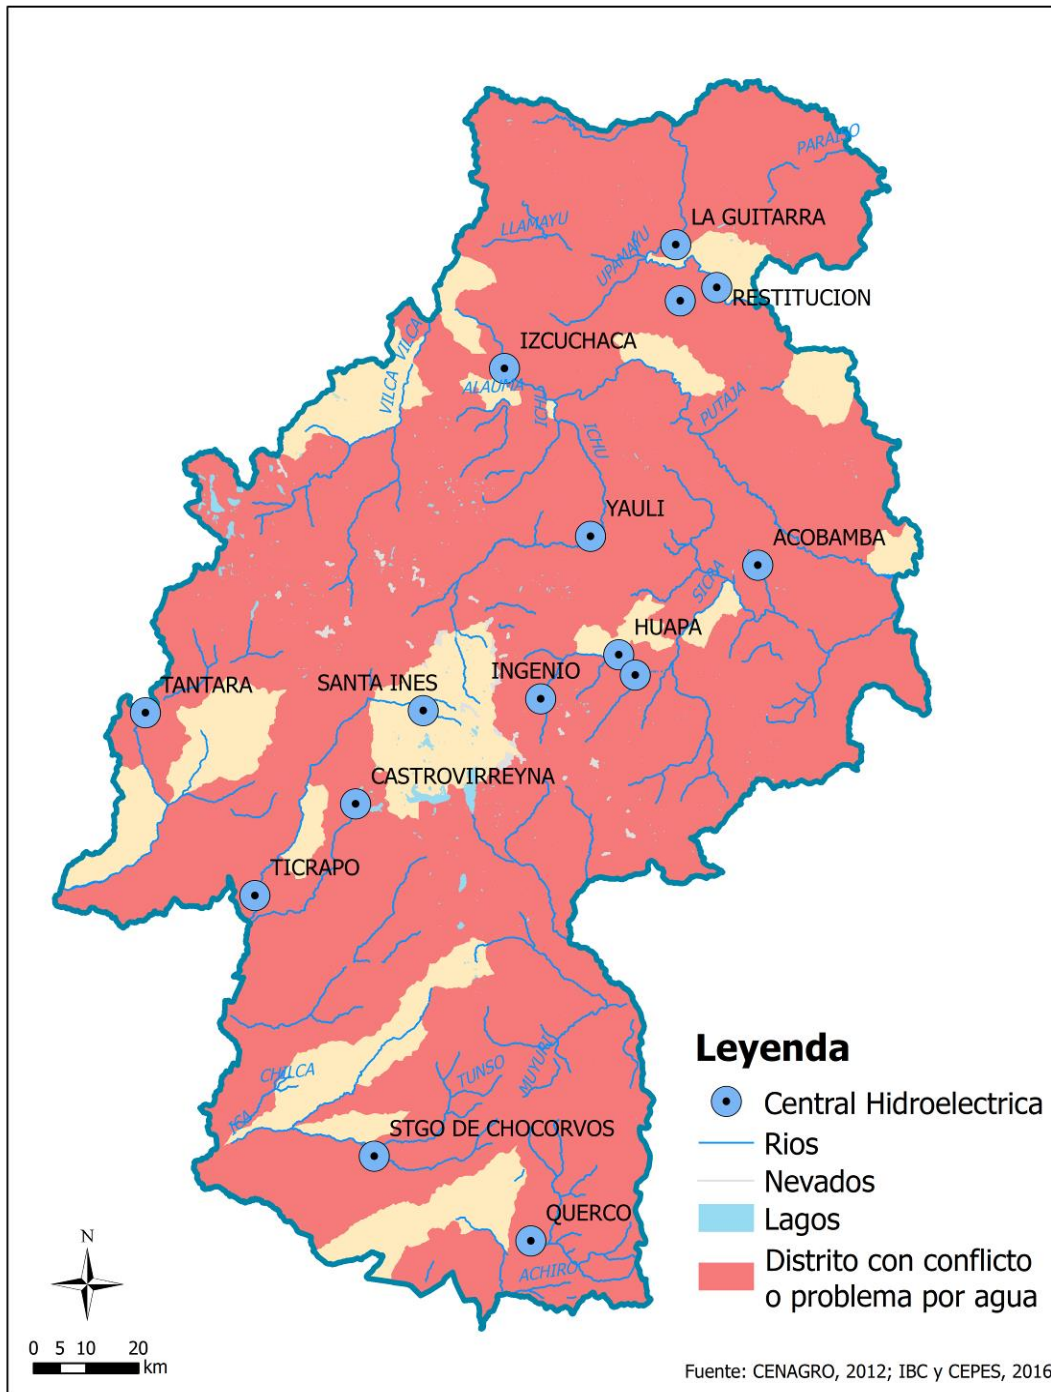 PARAISO
LA GUITARRA
LLAMAYU
UPAMAYU
RESTITUCION
IZCUCHACA
VILCA VILCA
ALAUMA
ICHU
PUTAJA
ICHU
YAULI
ACOBAMBA
SICRA
HUAPA
INGENIO
SANTA INES
TANTARA
CASTROVIRREYNA
TICRAPO
CHILCA
TUNSO
MUYURI
ICA
STGO DE CHOCORVOS
QUERCO
ACHIRO
Leyenda
Central Hidroelectrica
Rios
Nevados
Lagos
Distrito con conflicto
o problema por agua
N
0 5 10 20
km
Fuente: CENAGRO, 2012; IBC y CEPES, 2016